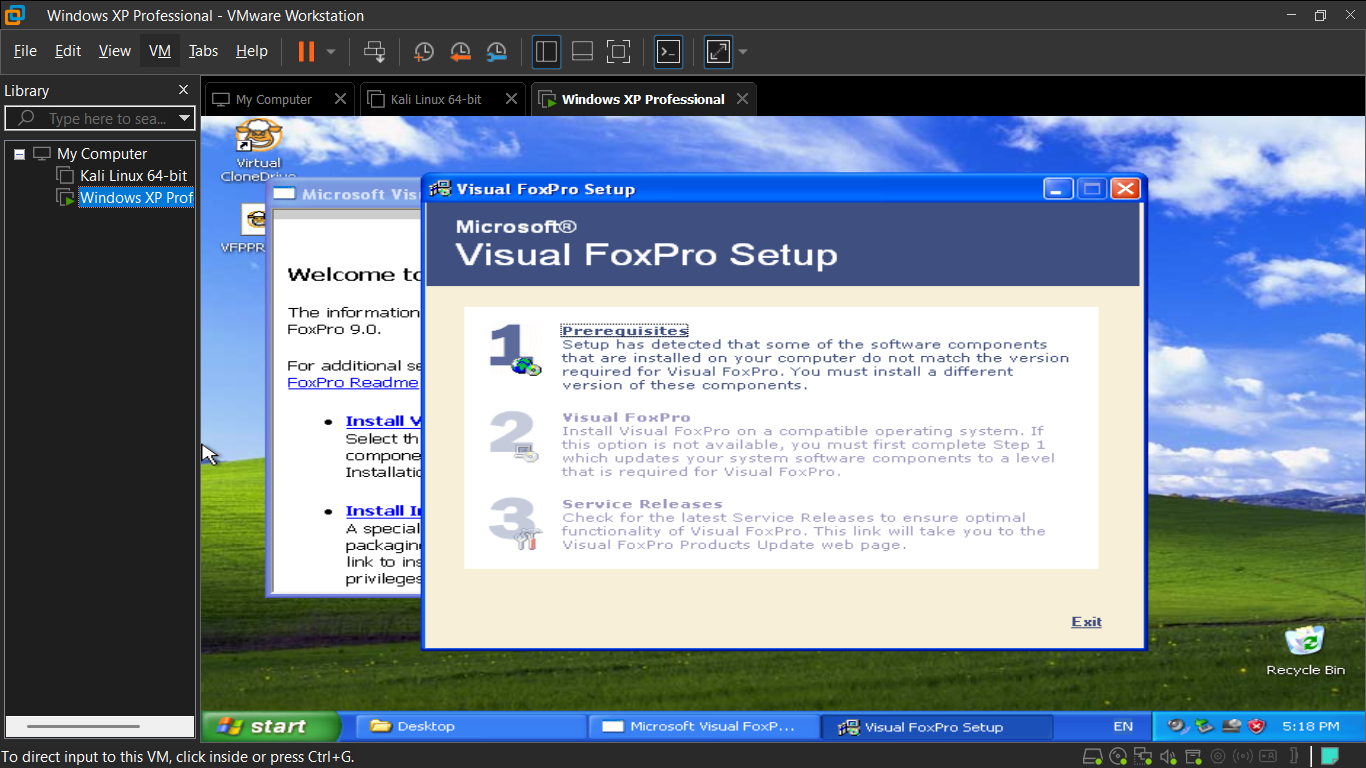 Windows XP Professional - VMware Workstation
File Edit View VM Tabs Help
Library
Type here to sea...
My Computer
Kali Linux 64-bit
Windows XP Prof
My Computer
Kali Linux 64-bit
Windows XP Professional
Virtual
CloneDrive
VFPPR
Microsoft Vis
Welcome to
The information
FoxPro 9.0.
For additional se
FoxPro Readme
Install V
Select th
compone
Installatio
Install In
A special
packaging
link to ins
privileges
Visual FoxPro Setup
Microsoft®
Visual FoxPro Setup
1
Prerequisites
Setup has detected that some of the software components
that are installed on your computer do not match the version
required for Visual FoxPro. You must install a different
version of these components.
2
Visual FoxPro
Install Visual FoxPro on a compatible operating system. If
this option is not available, you must first complete Step 1
which updates your system software components to a level
that is required for Visual FoxPro.
3
Service Releases
Check for the latest Service Releases to ensure optimal
functionality of Visual FoxPro. This link will take you to the
Visual FoxPro Products Update web page.
Exit
Recycle Bin
start
Desktop
Microsoft Visual FoxP...
Visual FoxPro Setup
EN
5:18 PM
To direct input to this VM, click inside or press Ctrl+G.